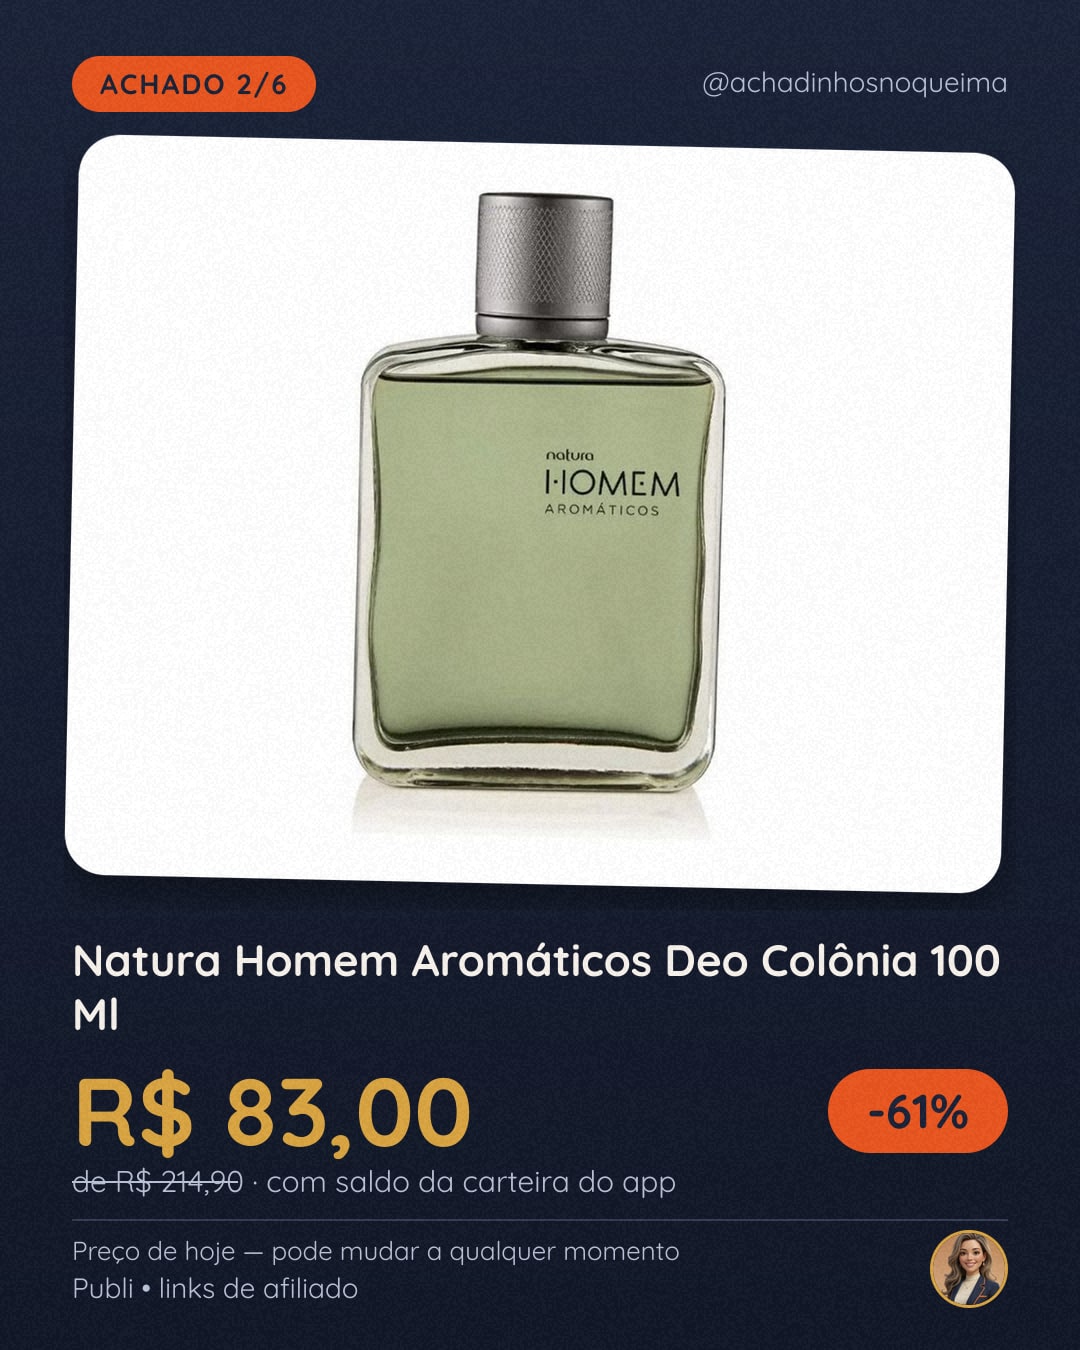 ACHADO 2/6
@achadinhosnoqueima
natura
HOMEM
AROMÁTICOS
Natura Homem Aromáticos Deo Colônia 100
Ml
R$ 83,00
-61%
de R$ 214,90 · com saldo da carteira do app
Preço de hoje — pode mudar a qualquer momento
Publi • links de afiliado